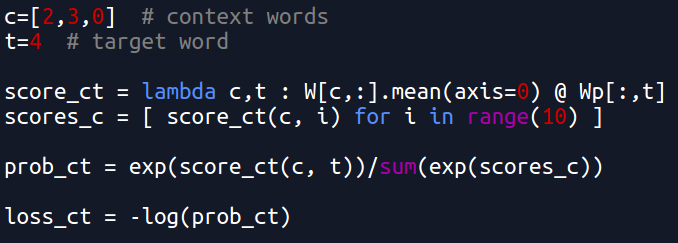 c=[2,3,0]  # context words
t=4  # target word
score_ct = lambda c,t : W[c,:].mean(axis=0) @ Wp[:,t]
scores_c = [ score_ct(c, i) for i in range(10) ]
prob_ct = exp(score_ct(c, t))/sum(exp(scores_c))
loss_ct = -log(prob_ct)